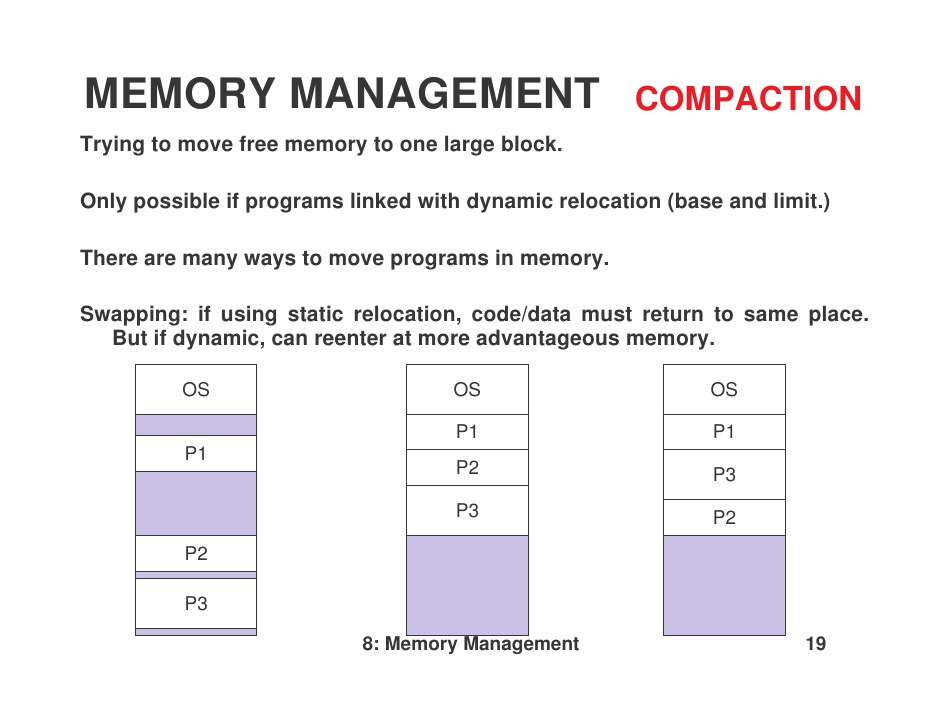 MEMORY MANAGEMENT COMPACTION
Trying to move free memory to one large block.
Only possible if programs linked with dynamic relocation (base and limit.)
There are many ways to move programs in memory.
Swapping: if using static relocation, code/data must return to same place.
But if dynamic, can reenter at more advantageous memory.
OS
P1
P2
P3
OS
P1
P2
P3
OS
P1
P3
P2
8: Memory Management
19